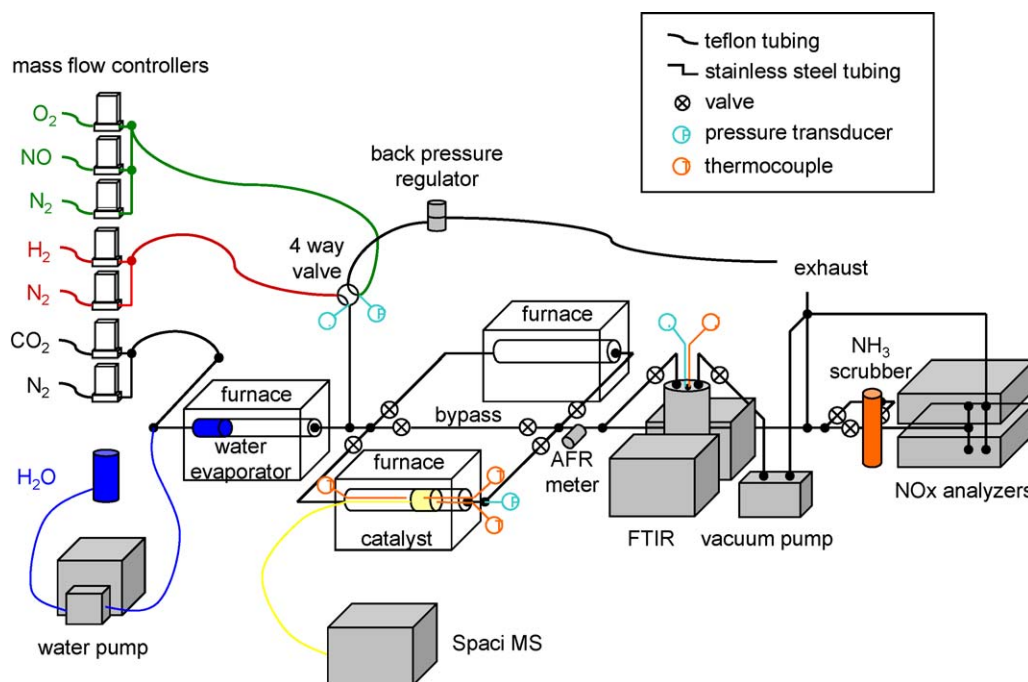 teflon tubing
stainless steel tubing
valve
P
pressure transducer
T
thermocouple
mass flow controllers
O2
NO
N2
H2
N2
CO2
N2
back pressure
regulator
4 way
valve
P
exhaust
furnace
T
NH3
scrubber
furnace
bypass
water
evaporator
H2O
furnace
AFR
meter
T
T
P
T
catalyst
FTIR
vacuum pump
NOx analyzers
water pump
Spaci MS